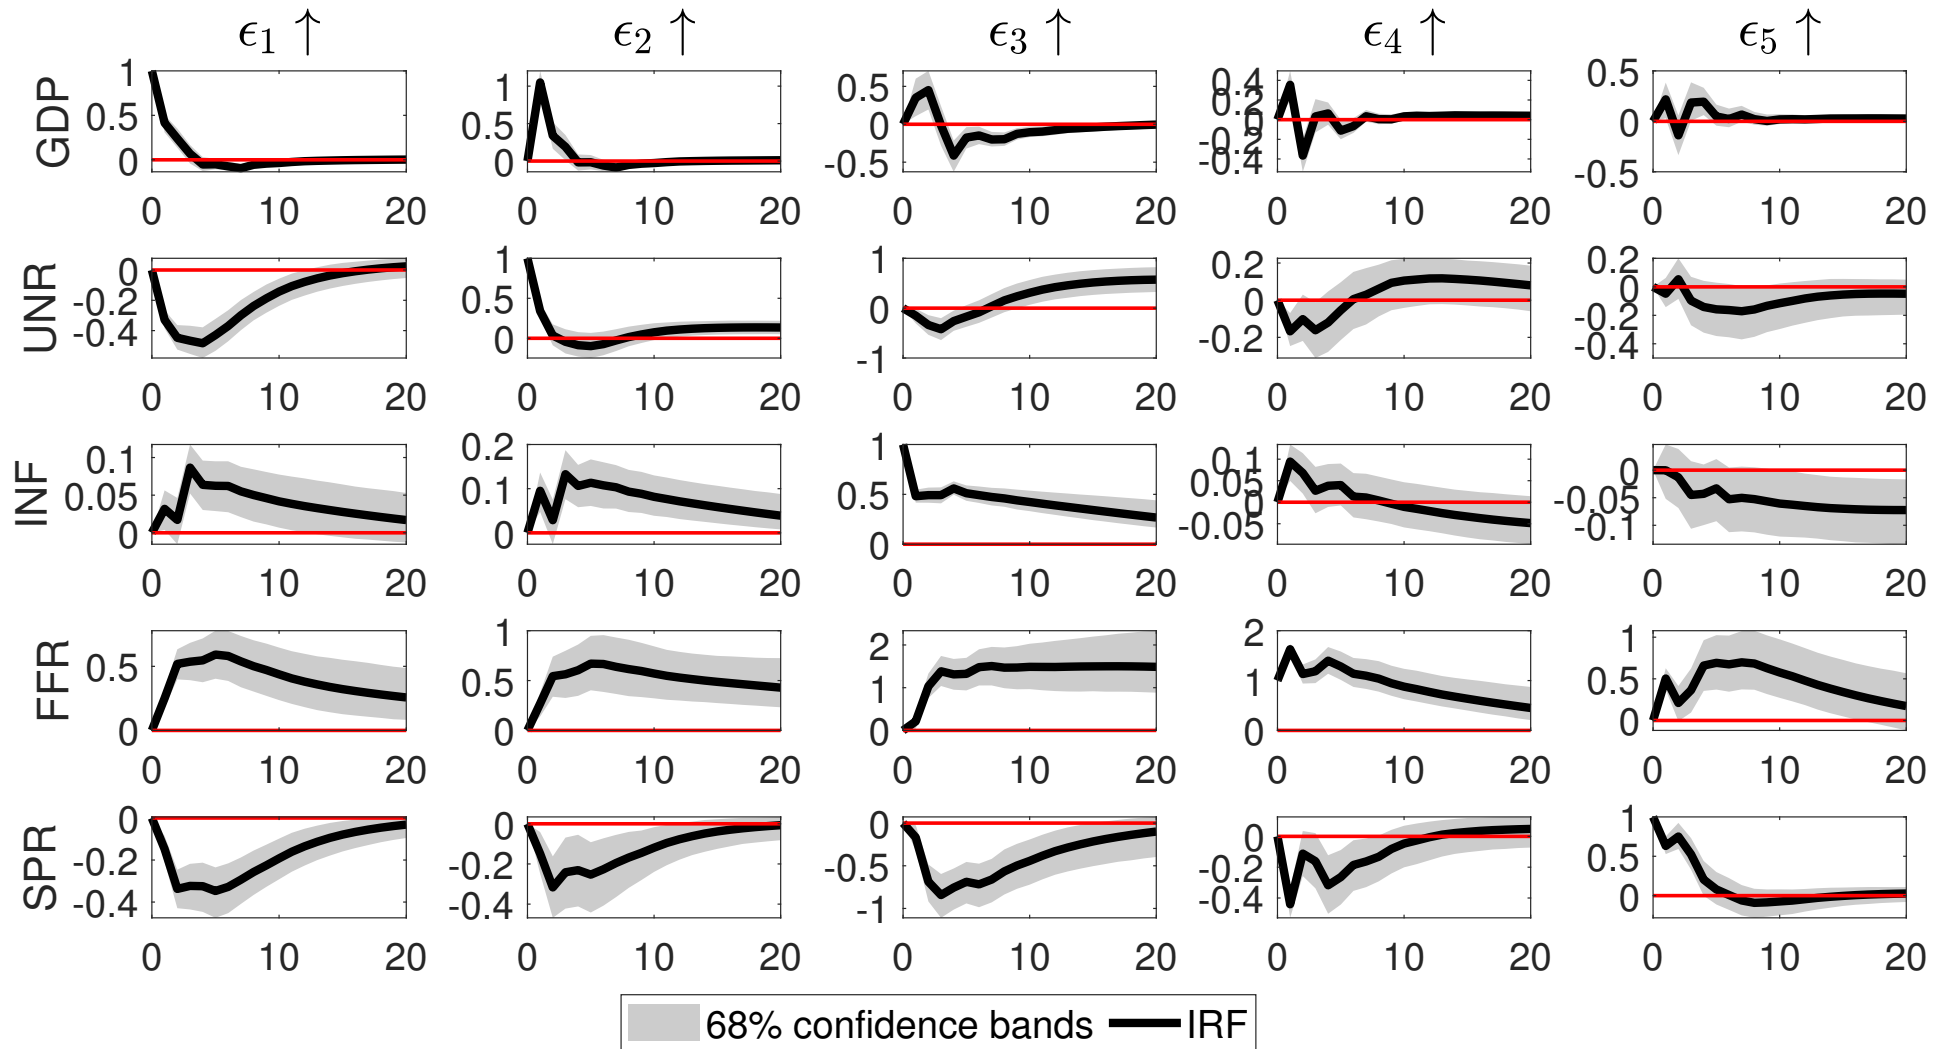 ϵ1 ↑ ϵ2 ↑ ϵ3 ↑ ϵ4 ↑ ϵ5 ↑
GDP
1 0.5 0
1 0.5 0
0.5 0 -0.5
0.4 0.2 0 -0.2 -0.4
0.5 0 -0.5
0 10 20 0 10 20 0 10 20 0 10 20 0 10 20
UNR
0 -0.2 -0.4
1 0.5 0
1 0 -1
0.2 0 -0.2
0.2 0 -0.2 -0.4
0 10 20 0 10 20 0 10 20 0 10 20 0 10 20
INF
0.1 0.05 0
0.2 0.1 0
1 0.5 0
0.1 0.05 0 -0.05
0 -0.05 -0.1
0 10 20 0 10 20 0 10 20 0 10 20 0 10 20
FFR
0.5 0
1 0.5 0
2 1 0
2 1 0
1 0.5 0
0 10 20 0 10 20 0 10 20 0 10 20 0 10 20
SPR
0 -0.2 -0.4
0 -0.2 -0.4
0 -0.5 -1
0 -0.2 -0.4
1 0.5 0
0 10 20 0 10 20 0 10 20 0 10 20 0 10 20
68% confidence bands IRF